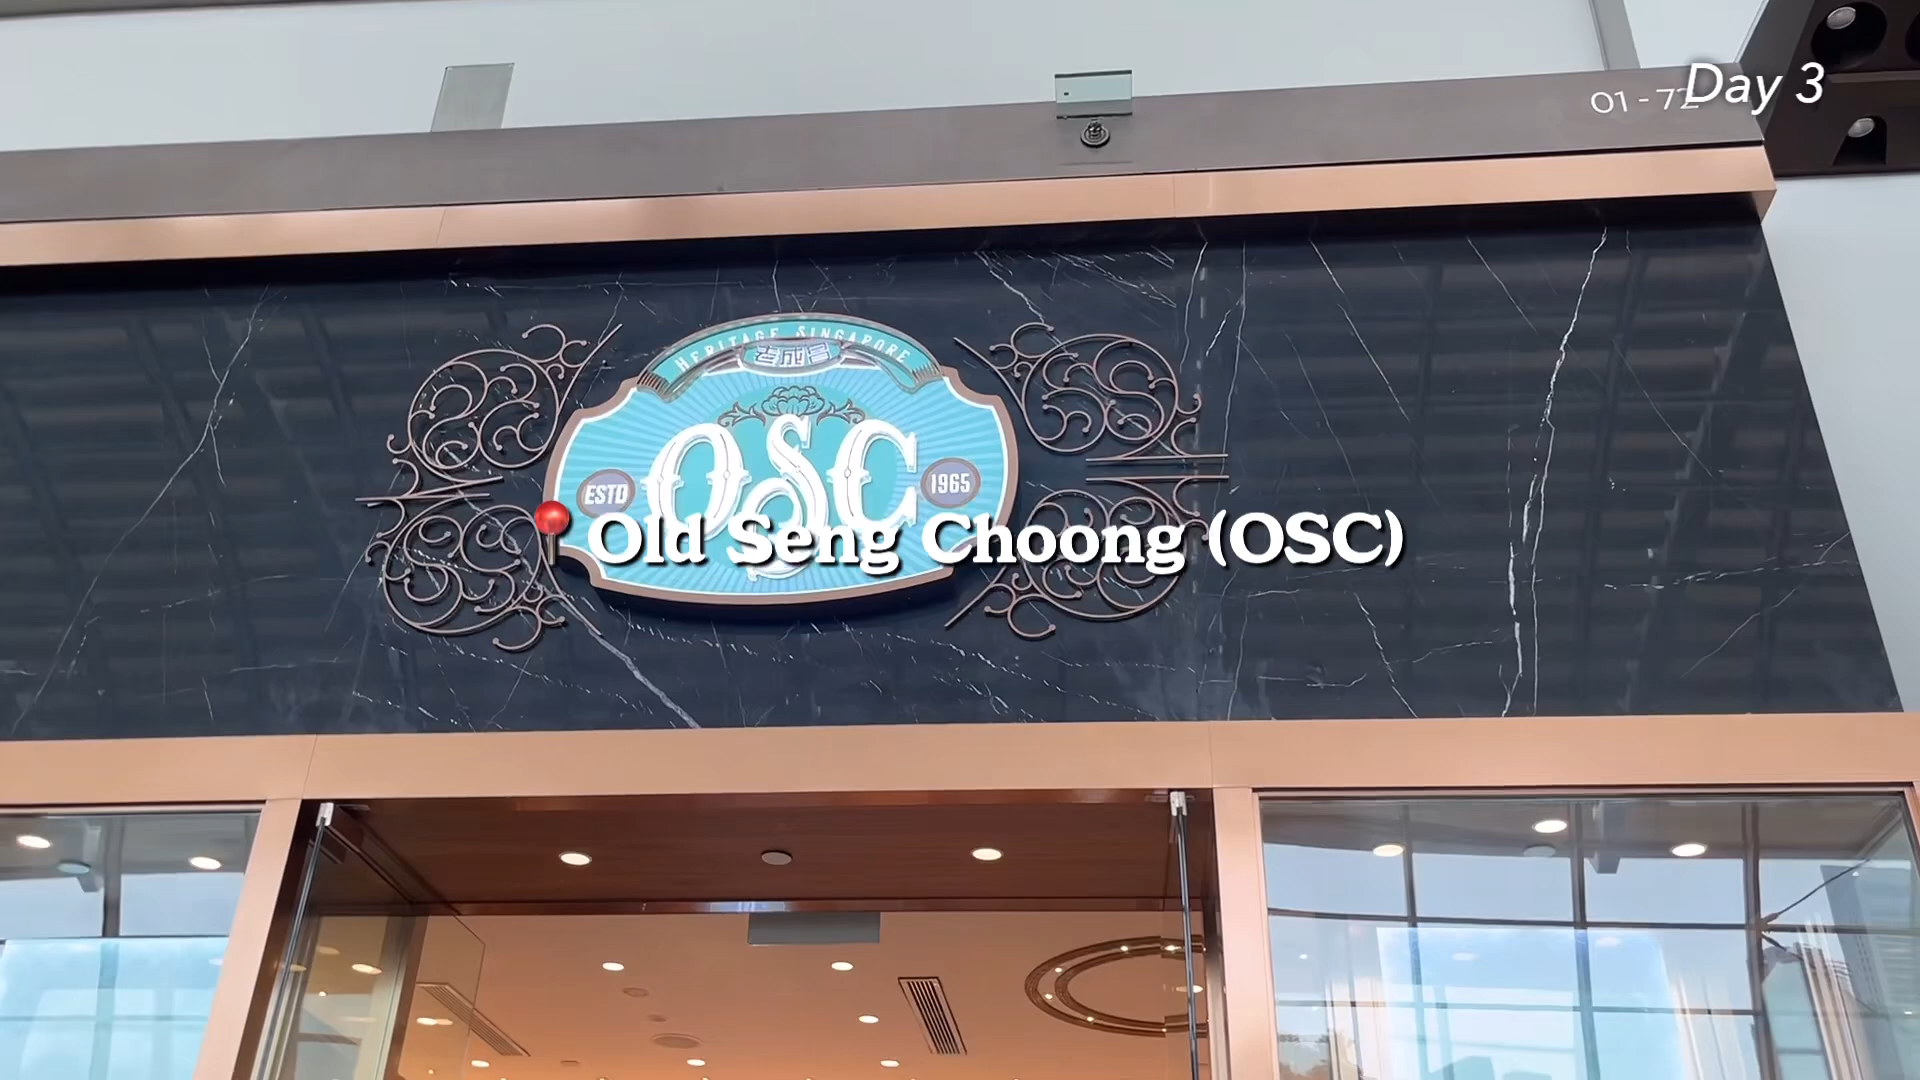 Day 3
01-72
HERITAGE SINGAPORE
老成昌
OSC
ESTD
1965
📍Old Seng Choong (OSC)